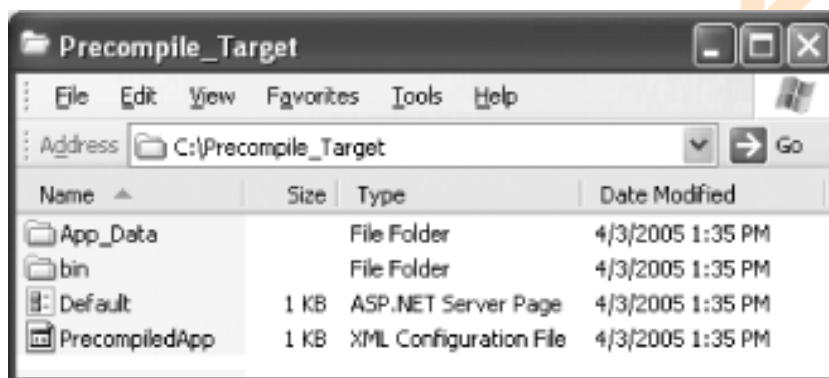 Precompile_Target
File Edit View Favorites Tools Help
Address C:\Precompile_Target Go
Name Size Type Date Modified
App_Data File Folder 4/3/2005 1:35 PM
bin File Folder 4/3/2005 1:35 PM
Default 1 KB ASP.NET Server Page 4/3/2005 1:35 PM
PrecompiledApp 1 KB XML Configuration File 4/3/2005 1:35 PM